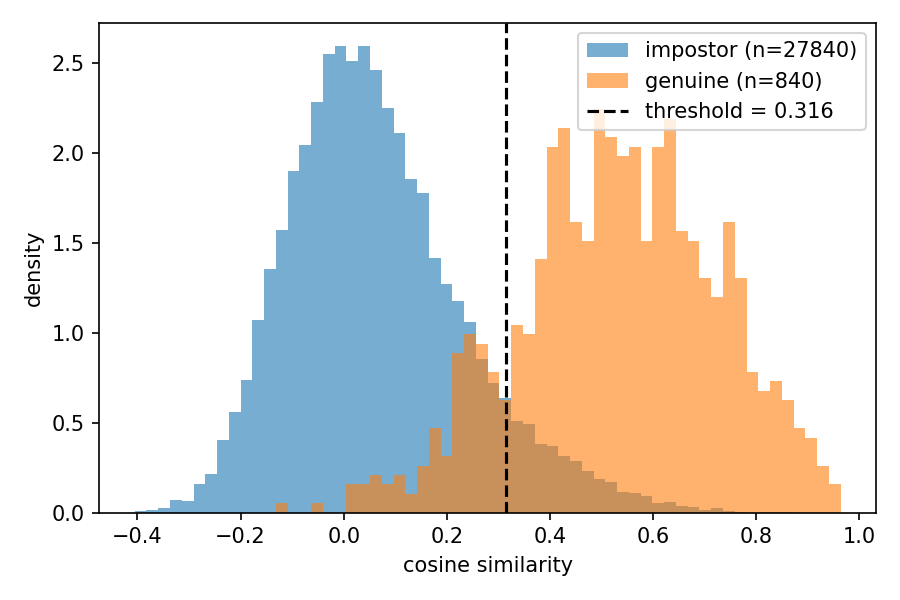 impostor (n=27840)
genuine (n=840)
threshold = 0.316
density
2.5
2.0
1.5
1.0
0.5
0.0
−0.4 −0.2 0.0 0.2 0.4 0.6 0.8 1.0
cosine similarity